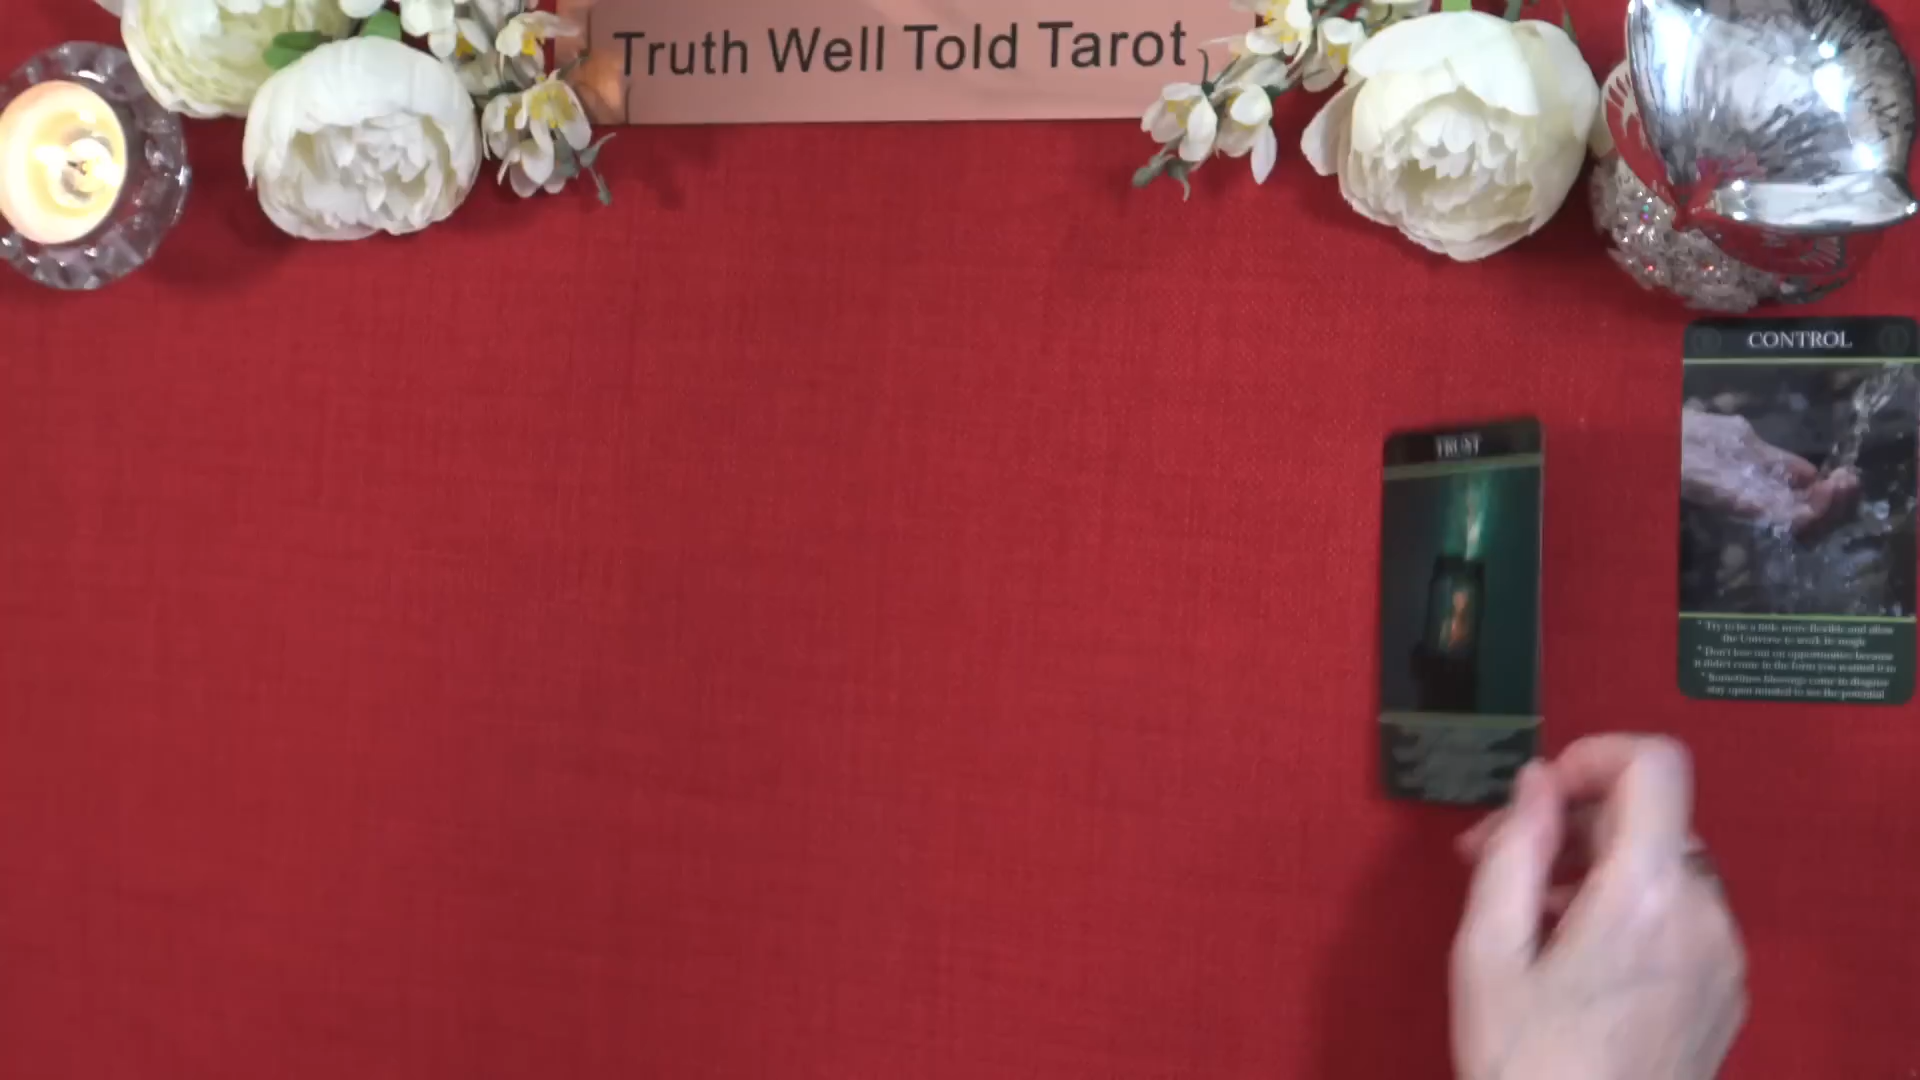 Truth Well Told Tarot
CONTROL
TRUST
* Try to be a little more flexible and allow
the Universe to work its magic
* Don't lose out on opportunities because
it didn't come in the form you wanted it to
* Sometimes blessings come in disguise
stay open minded to see the potential